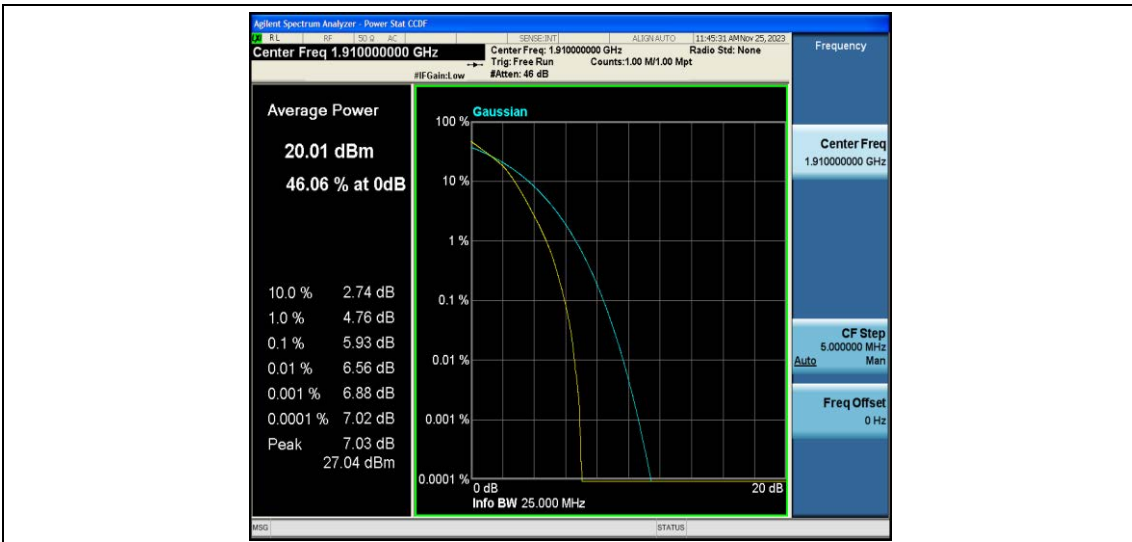 Agilent Spectrum Analyzer - Power Stat CCDF
LXI RL RF 50 Ω AC SENSE:INT ALIGNAUTO 11:45:31 AM Nov 25, 2023
Center Freq 1.910000000 GHz
Center Freq: 1.910000000 GHz Radio Std: None
Trig: Free Run Counts:1.00 M/1.00 Mpt
#IFGain:Low #Atten: 46 dB
Frequency
Average Power
20.01 dBm
46.06 % at 0dB
10.0 % 2.74 dB
1.0 % 4.76 dB
0.1 % 5.93 dB
0.01 % 6.56 dB
0.001 % 6.88 dB
0.0001 % 7.02 dB
Peak 7.03 dB
27.04 dBm
Gaussian
100 %
10 %
1 %
0.1 %
0.01 %
0.001 %
0.0001 %
0 dB 20 dB
Info BW 25.000 MHz
Center Freq
1.910000000 GHz
CF Step
5.000000 MHz
Auto Man
Freq Offset
0 Hz
MSG STATUS